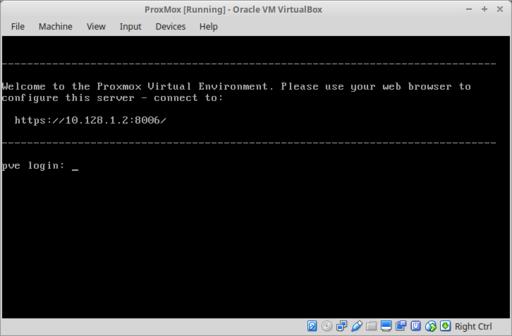 ProxMox [Running] - Oracle VM VirtualBox
File Machine View Input Devices Help
Welcome to the Proxmox Virtual Environment. Please use your web browser to
configure this server - connect to:
https://10.128.1.2:8006/
pve login: _
Right Ctrl